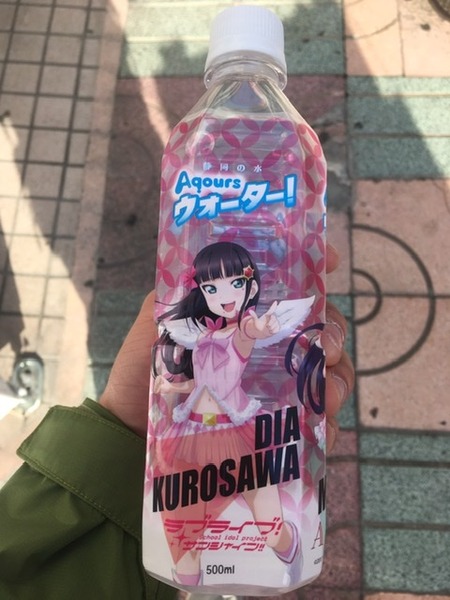 静岡の水
Aqours
ウォーター!
DIA
KUROSAWA
ラブライブ!
School idol project
サンシャイン!!
500ml